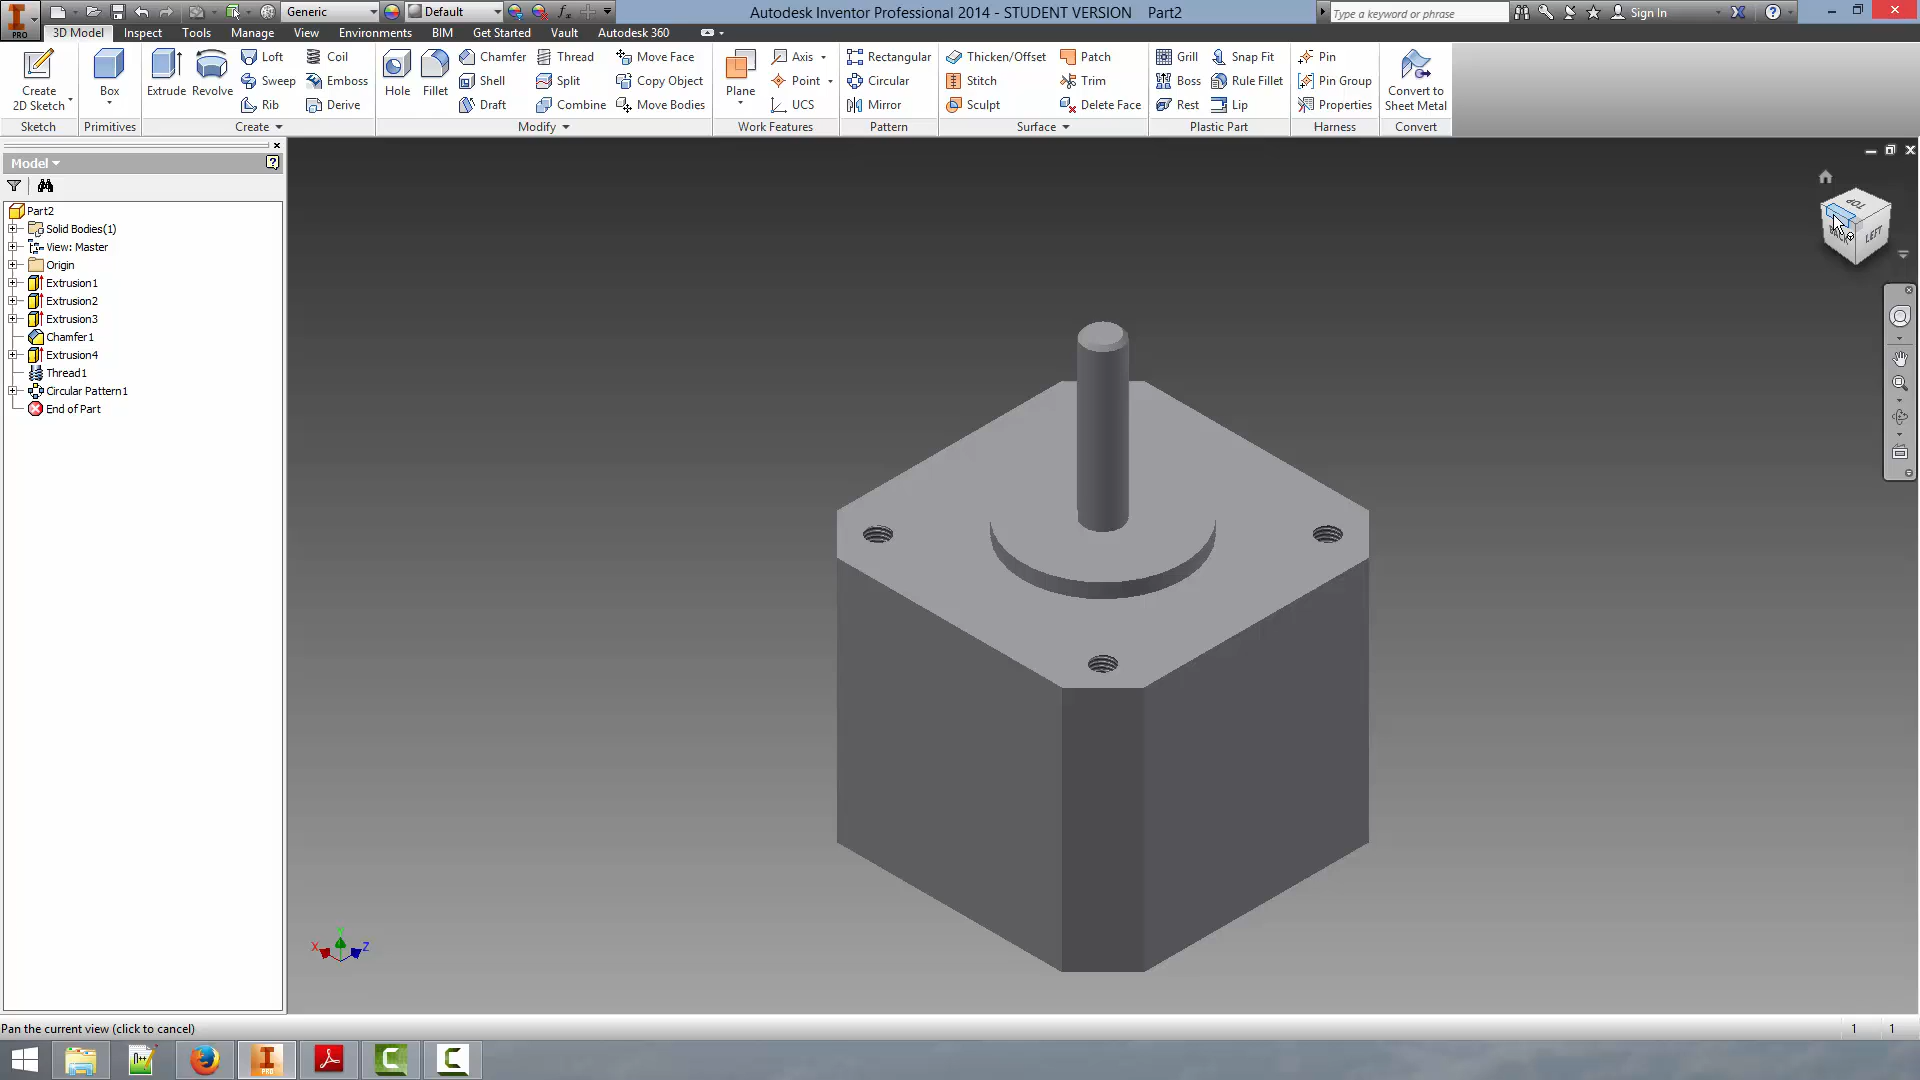 Generic
Default
Autodesk Inventor Professional 2014 - STUDENT VERSION Part2
Type a keyword or phrase
Sign In
PRO
3D Model Inspect Tools Manage View Environments BIM Get Started Vault Autodesk 360
Create
2D Sketch
Box
Extrude
Revolve
Loft
Sweep
Rib
Coil
Emboss
Derive
Hole
Fillet
Chamfer
Shell
Draft
Thread
Split
Combine
Move Face
Copy Object
Move Bodies
Plane
Axis
Point
UCS
Rectangular
Circular
Mirror
Thicken/Offset
Stitch
Sculpt
Patch
Trim
Delete Face
Grill
Boss
Rest
Snap Fit
Rule Fillet
Lip
Pin
Pin Group
Properties
Convert to
Sheet Metal
Sketch Primitives Create Modify Work Features Pattern Surface Plastic Part Harness Convert
Model
Part2
Solid Bodies(1)
View: Master
Origin
Extrusion1
Extrusion2
Extrusion3
Chamfer1
Extrusion4
Thread1
Circular Pattern1
End of Part
TOP
BACK
LEFT
Y
X
Z
Pan the current view (click to cancel)
1 1
PRO